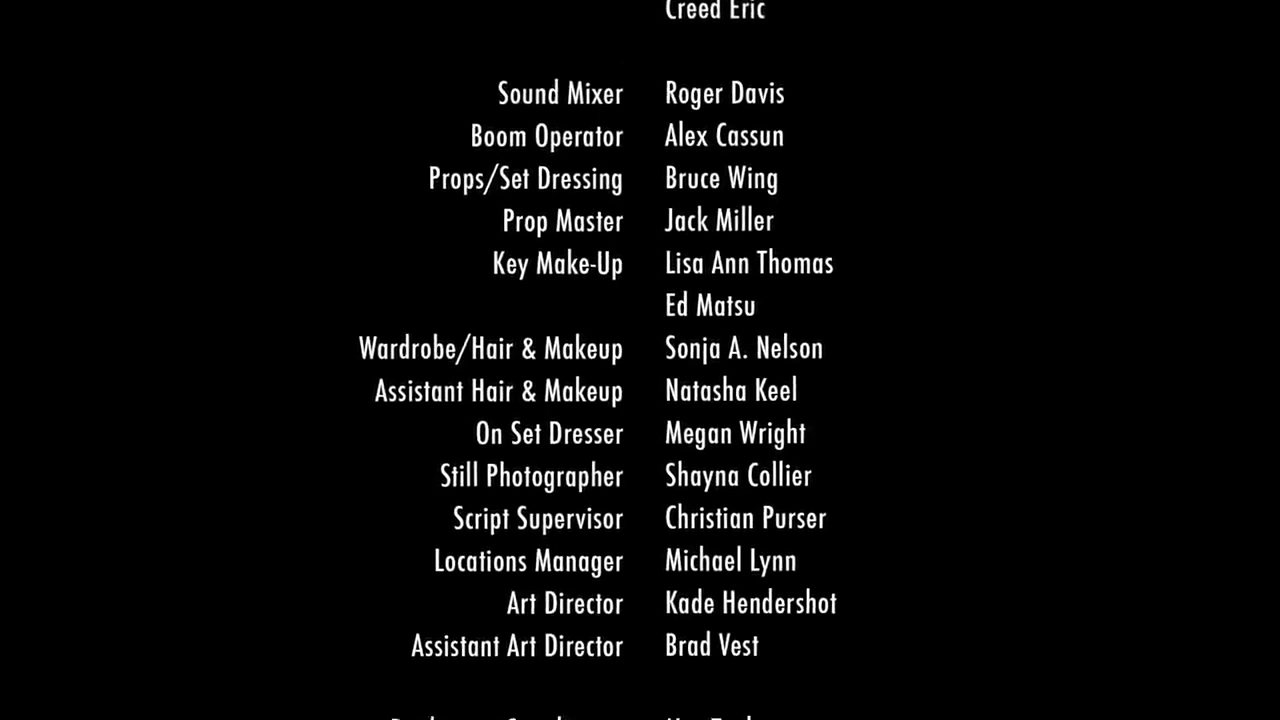 Creed Eric
Sound Mixer Roger Davis
Boom Operator Alex Cassun
Props/Set Dressing Bruce Wing
Prop Master Jack Miller
Key Make-Up Lisa Ann Thomas
Ed Matsu
Wardrobe/Hair & Makeup Sonja A. Nelson
Assistant Hair & Makeup Natasha Keel
On Set Dresser Megan Wright
Still Photographer Shayna Collier
Script Supervisor Christian Purser
Locations Manager Michael Lynn
Art Director Kade Hendershot
Assistant Art Director Brad Vest